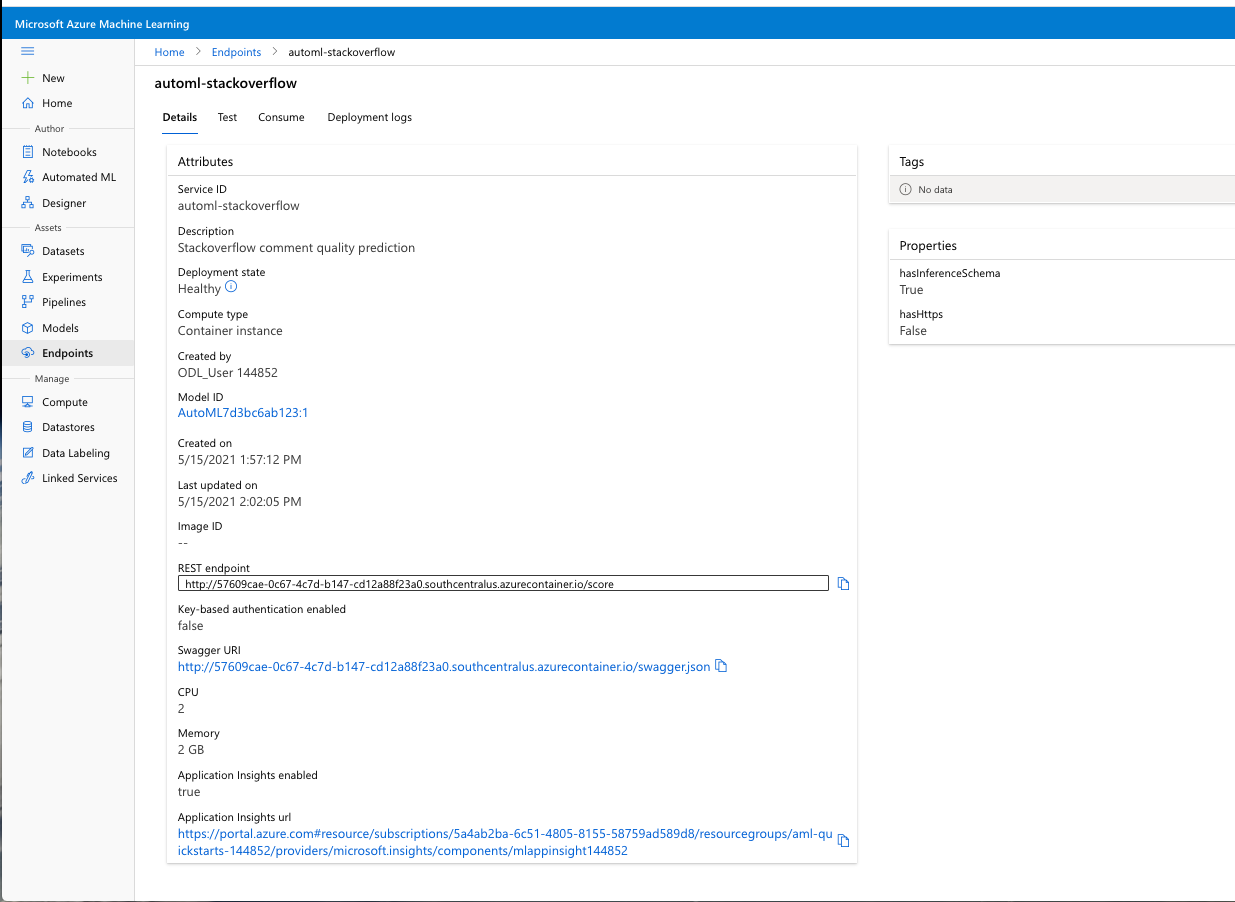 Microsoft Azure Machine Learning
Home > Endpoints > automl-stackoverflow
New
Home
Author
Notebooks
Automated ML
Designer
Assets
Datasets
Experiments
Pipelines
Models
Endpoints
Manage
Compute
Datastores
Data Labeling
Linked Services
automl-stackoverflow
Details Test Consume Deployment logs
Attributes
Service ID
automl-stackoverflow
Description
Stackoverflow comment quality prediction
Deployment state
Healthy
Compute type
Container instance
Created by
ODL_User 144852
Model ID
AutoML7d3bc6ab123:1
Created on
5/15/2021 1:57:12 PM
Last updated on
5/15/2021 2:02:05 PM
Image ID
--
REST endpoint
http://57609cae-0c67-4c7d-b147-cd12a88f23a0.southcentralus.azurecontainer.io/score
Key-based authentication enabled
false
Swagger URI
http://57609cae-0c67-4c7d-b147-cd12a88f23a0.southcentralus.azurecontainer.io/swagger.json
CPU
2
Memory
2 GB
Application Insights enabled
true
Application Insights url
https://portal.azure.com#resource/subscriptions/5a4ab2ba-6c51-4805-8155-58759ad589d8/resourcegroups/aml-qu
ickstarts-144852/providers/microsoft.insights/components/mlappinsight144852
Tags
No data
Properties
hasInferenceSchema
True
hasHttps
False